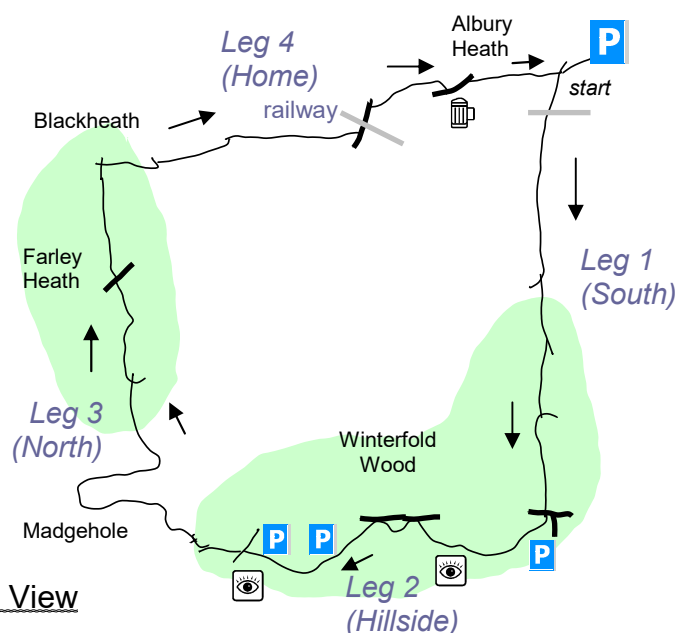 Albury
Heath
P
Leg 4
(Home)
start
railway
Blackheath
Farley
Heath
Leg 1
(South)
Leg 3
(North)
Winterfold
Wood
Madgehole
P
P
P
Leg 2
(Hillside)
View